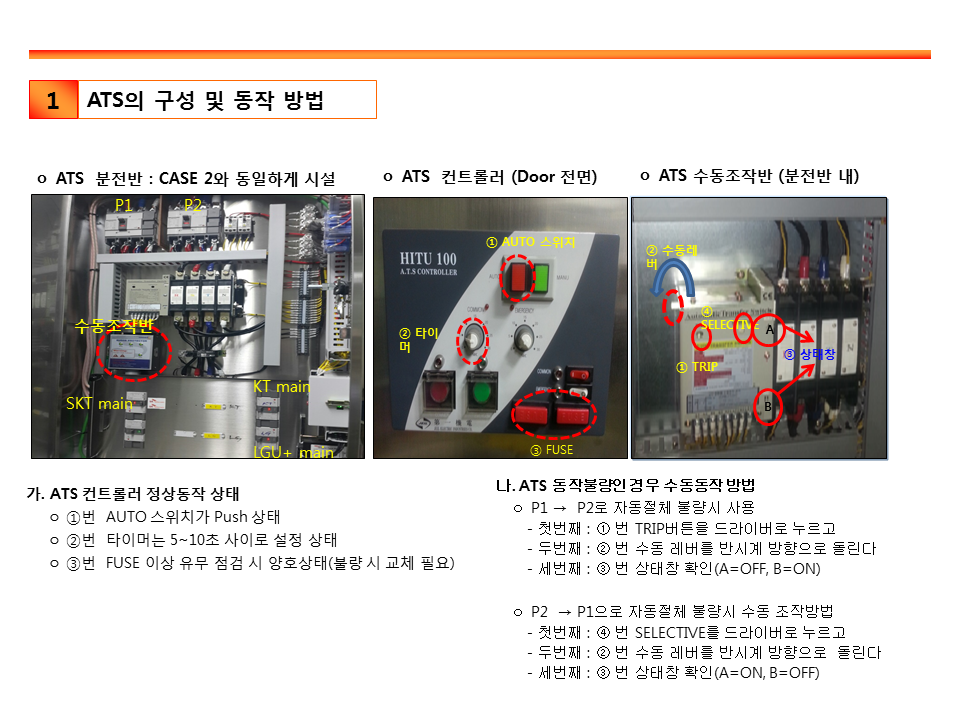 1
ATS의 구성 및 동작 방법
ㅇ ATS 분전반 : CASE 2와 동일하게 시설
ㅇ ATS 컨트롤러 (Door 전면)
ㅇ ATS 수동조작반 (분전반 내)
P1
P2
수동조작반
SKT main
KT main
LGU+ main
① AUTO 스위치
HITU 100
A.T.S CONTROLLER
AUTO
MANU
COMMON
EMERGENCY
② 타이
머
③ FUSE
② 수동레
버
④
SELECTIVE
Automatic Transfer Switch
A
① TRIP
③ 상태창
B
가. ATS 컨트롤러 정상동작 상태
ㅇ ①번 AUTO 스위치가 Push 상태
ㅇ ②번 타이머는 5~10초 사이로 설정 상태
ㅇ ③번 FUSE 이상 유무 점검 시 양호상태(불량 시 교체 필요)
나. ATS 동작불량인 경우 수동동작 방법
ㅇ P1 → P2로 자동절체 불량시 사용
- 첫번째 : ① 번 TRIP버튼을 드라이버로 누르고
- 두번째 : ② 번 수동 레버를 반시계 방향으로 돌린다
- 세번째 : ③ 번 상태창 확인(A=OFF, B=ON)
ㅇ P2 → P1으로 자동절체 불량시 수동 조작방법
- 첫번째 : ④ 번 SELECTIVE를 드라이버로 누르고
- 두번째 : ② 번 수동 레버를 반시계 방향으로 돌린다
- 세번째 : ③ 번 상태창 확인(A=ON, B=OFF)